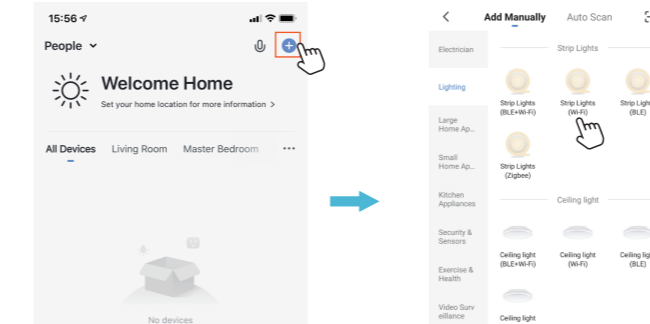 15:56
People
Welcome Home
Set your home location for more information >
All Devices Living Room Master Bedroom ...
No devices
Add Manually Auto Scan
Electrician
Lighting
Large
Home Ap...
Small
Home Ap...
Kitchen
Appliances
Security &
Sensors
Exercise &
Health
Video Surv
eillance
Strip Lights
Strip Lights
(BLE+Wi-Fi)
Strip Lights
(Wi-Fi)
Strip Ligh
(BLE)
Strip Lights
(Zigbee)
Ceiling light
Ceiling light
(BLE+Wi-Fi)
Ceiling light
(Wi-Fi)
Ceiling lig
(BLE)
Ceiling light